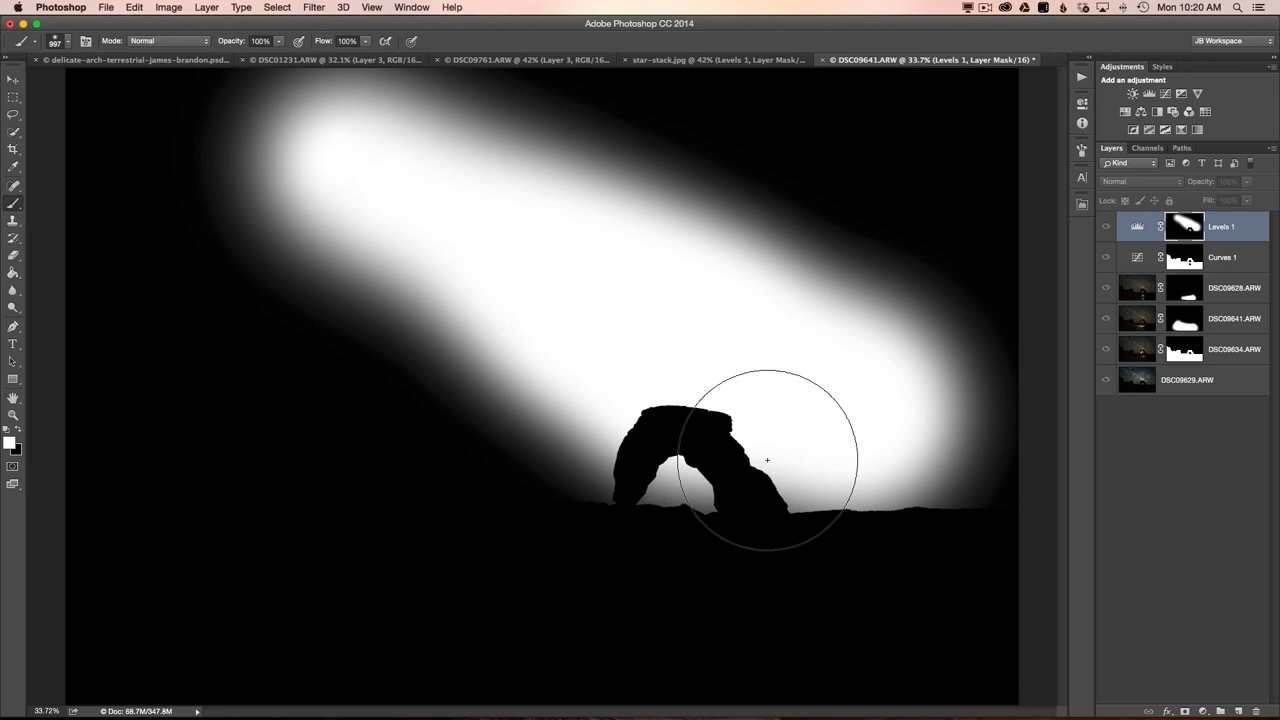 Photoshop File Edit Image Layer Type Select Filter 3D View Window Help Mon 10:20 AM
Adobe Photoshop CC 2014
997 Mode: Normal Opacity: 100% Flow: 100% JB Workspace
× © delicate-arch-terrestrial-james-brandon.psd... × © DSC01231.ARW @ 32.1% (Layer 3, RGB/16... × © DSC09761.ARW @ 42% (Layer 3, RGB/16... × star-stack.jpg @ 42% (Levels 1, Layer Mask/... × © DSC09641.ARW @ 33.7% (Levels 1, Layer Mask/16) *
Adjustments Styles
Add an adjustment
Layers Channels Paths
Kind
Normal Opacity: 100%
Lock: Fill: 100%
Levels 1
Curves 1
DSC09628.ARW
DSC09641.ARW
DSC09634.ARW
DSC09629.ARW
33.72% © Doc: 68.7M/347.8M